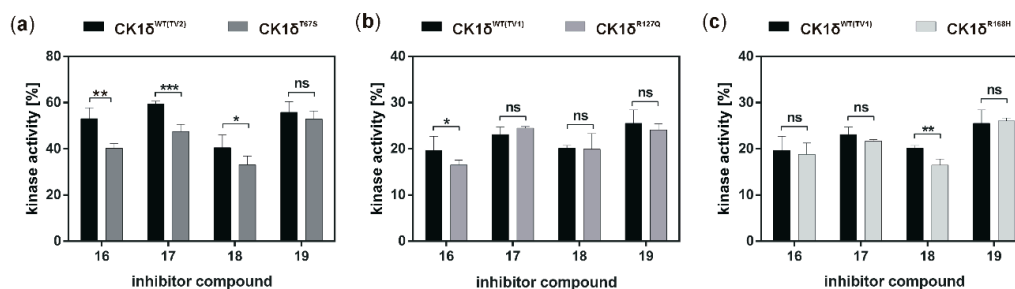 (a) CK1δWT(TV2) CK1δT67S
kinase activity [%]
80
60
40
20
0
** *** * ns
16 17 18 19
inhibitor compound
(b) CK1δWT(TV1) CK1δR127Q
kinase activity [%]
40
30
20
10
0
* ns ns ns
16 17 18 19
inhibitor compound
(c) CK1δWT(TV1) CK1δR168H
kinase activity [%]
40
30
20
10
0
ns ns ** ns
16 17 18 19
inhibitor compound